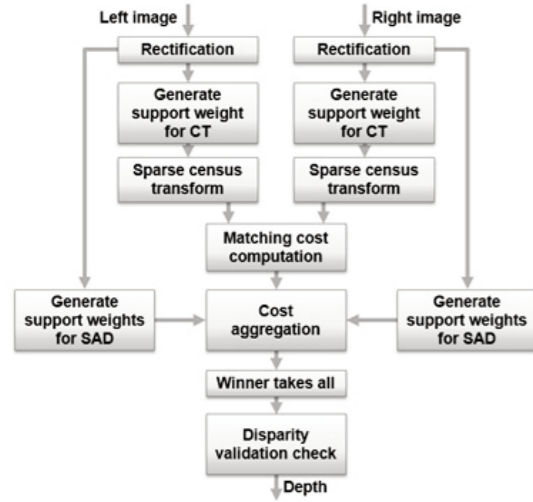 Left image
Right image
Rectification
Rectification
Generate
support weight
for CT
Generate
support weight
for CT
Sparse census
transform
Sparse census
transform
Matching cost
computation
Generate
support weights
for SAD
Cost
aggregation
Generate
support weights
for SAD
Winner takes all
Disparity
validation check
Depth